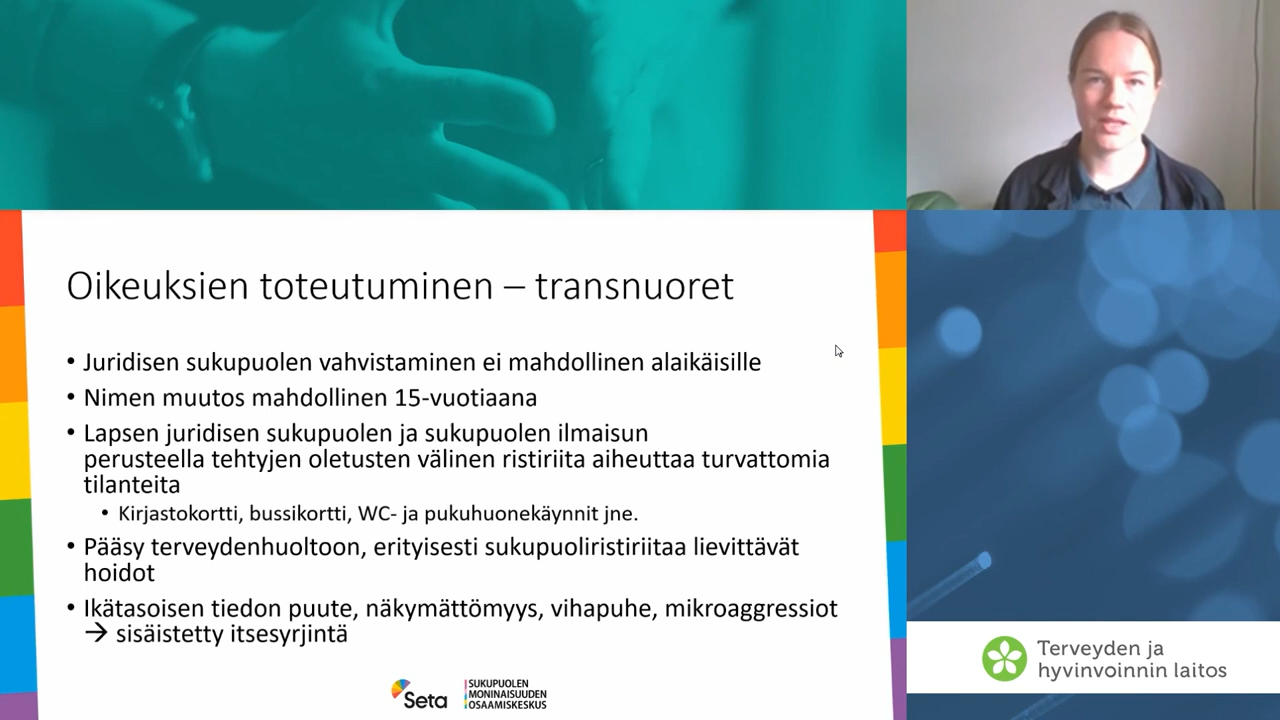 Oikeuksien toteutuminen – transnuoret
• Juridisen sukupuolen vahvistaminen ei mahdollinen alaikäisille
• Nimen muutos mahdollinen 15-vuotiaana
• Lapsen juridisen sukupuolen ja sukupuolen ilmaisun
perusteella tehtyjen oletusten välinen ristiriita aiheuttaa turvattomia
tilanteita
• Kirjastokortti, bussikortti, WC- ja pukuhuonekäynnit jne.
• Pääsy terveydenhuoltoon, erityisesti sukupuoliristiriitaa lievittävät
hoidot
• Ikätasoisen tiedon puute, näkymättömyys, vihapuhe, mikroaggressiot
→ sisäistetty itsesyrjintä
Seta
SUKUPUOLEN
MONINAISUUDEN
OSAAMISKESKUS
Terveyden ja
hyvinvoinnin laitos